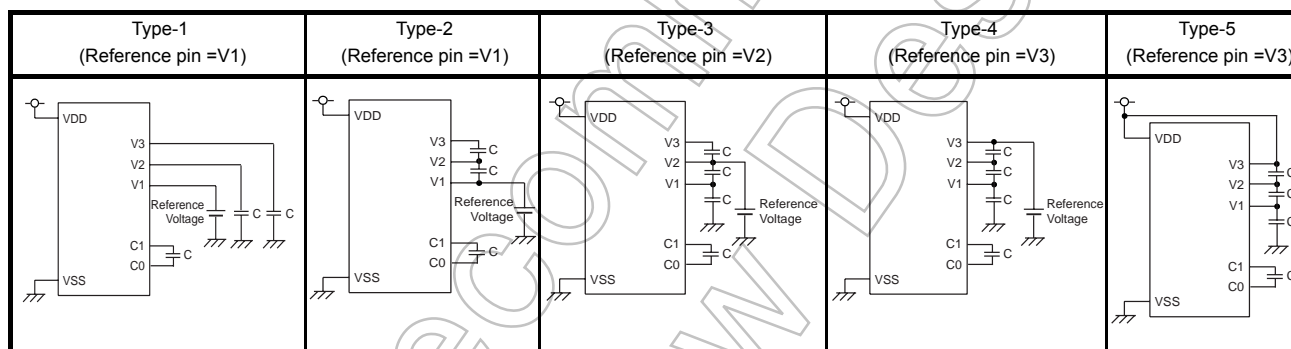 Type-1
(Reference pin =V1)
Type-2
(Reference pin =V1)
Type-3
(Reference pin =V2)
Type-4
(Reference pin =V3)
Type-5
(Reference pin =V3)
VDD
V3
V2
V1
Reference
Voltage
C
C
C1
C0
C
VSS
VDD
V3
C
V2
C
V1
Reference
Voltage
C1
C0
C
VSS
VDD
V3
C
V2
C
V1
C
Reference
Voltage
C1
C0
C
VSS
VDD
V3
C
V2
C
V1
C
Reference
Voltage
C1
C0
C
VSS
VDD
V3
C
V2
C
V1
C
C1
C0
C
VSS